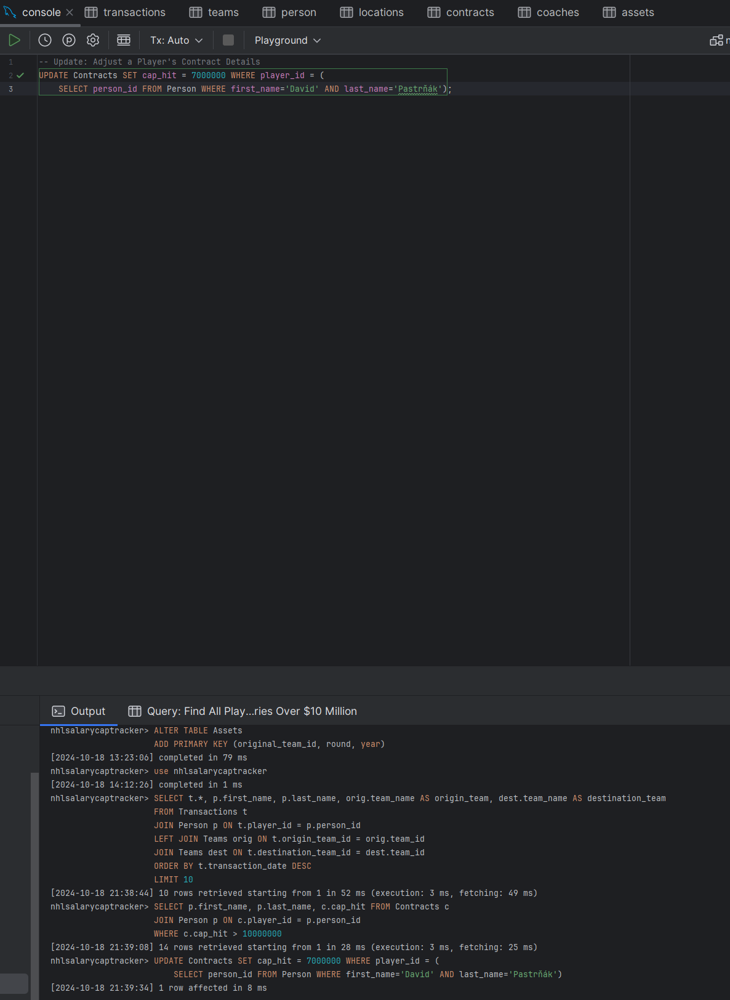 console transactions teams person locations contracts coaches assets
Tx: Auto Playground
1 -- Update: Adjust a Player's Contract Details
2 UPDATE Contracts SET cap_hit = 7000000 WHERE player_id = (
3 SELECT person_id FROM Person WHERE first_name='David' AND last_name='Pastrňák');
Output Query: Find All Play...ries Over $10 Million
nhlsalarycaptracker> ALTER TABLE Assets
ADD PRIMARY KEY (original_team_id, round, year)
[2024-10-18 13:23:06] completed in 79 ms
nhlsalarycaptracker> use nhlsalarycaptracker
[2024-10-18 14:12:26] completed in 1 ms
nhlsalarycaptracker> SELECT t.*, p.first_name, p.last_name, orig.team_name AS origin_team, dest.team_name AS destination_team
FROM Transactions t
JOIN Person p ON t.player_id = p.person_id
LEFT JOIN Teams orig ON t.origin_team_id = orig.team_id
JOIN Teams dest ON t.destination_team_id = dest.team_id
ORDER BY t.transaction_date DESC
LIMIT 10
[2024-10-18 21:38:44] 10 rows retrieved starting from 1 in 52 ms (execution: 3 ms, fetching: 49 ms)
nhlsalarycaptracker> SELECT p.first_name, p.last_name, c.cap_hit FROM Contracts c
JOIN Person p ON c.player_id = p.person_id
WHERE c.cap_hit > 10000000
[2024-10-18 21:39:08] 14 rows retrieved starting from 1 in 28 ms (execution: 3 ms, fetching: 25 ms)
nhlsalarycaptracker> UPDATE Contracts SET cap_hit = 7000000 WHERE player_id = (
SELECT person_id FROM Person WHERE first_name='David' AND last_name='Pastrňák')
[2024-10-18 21:39:34] 1 row affected in 8 ms